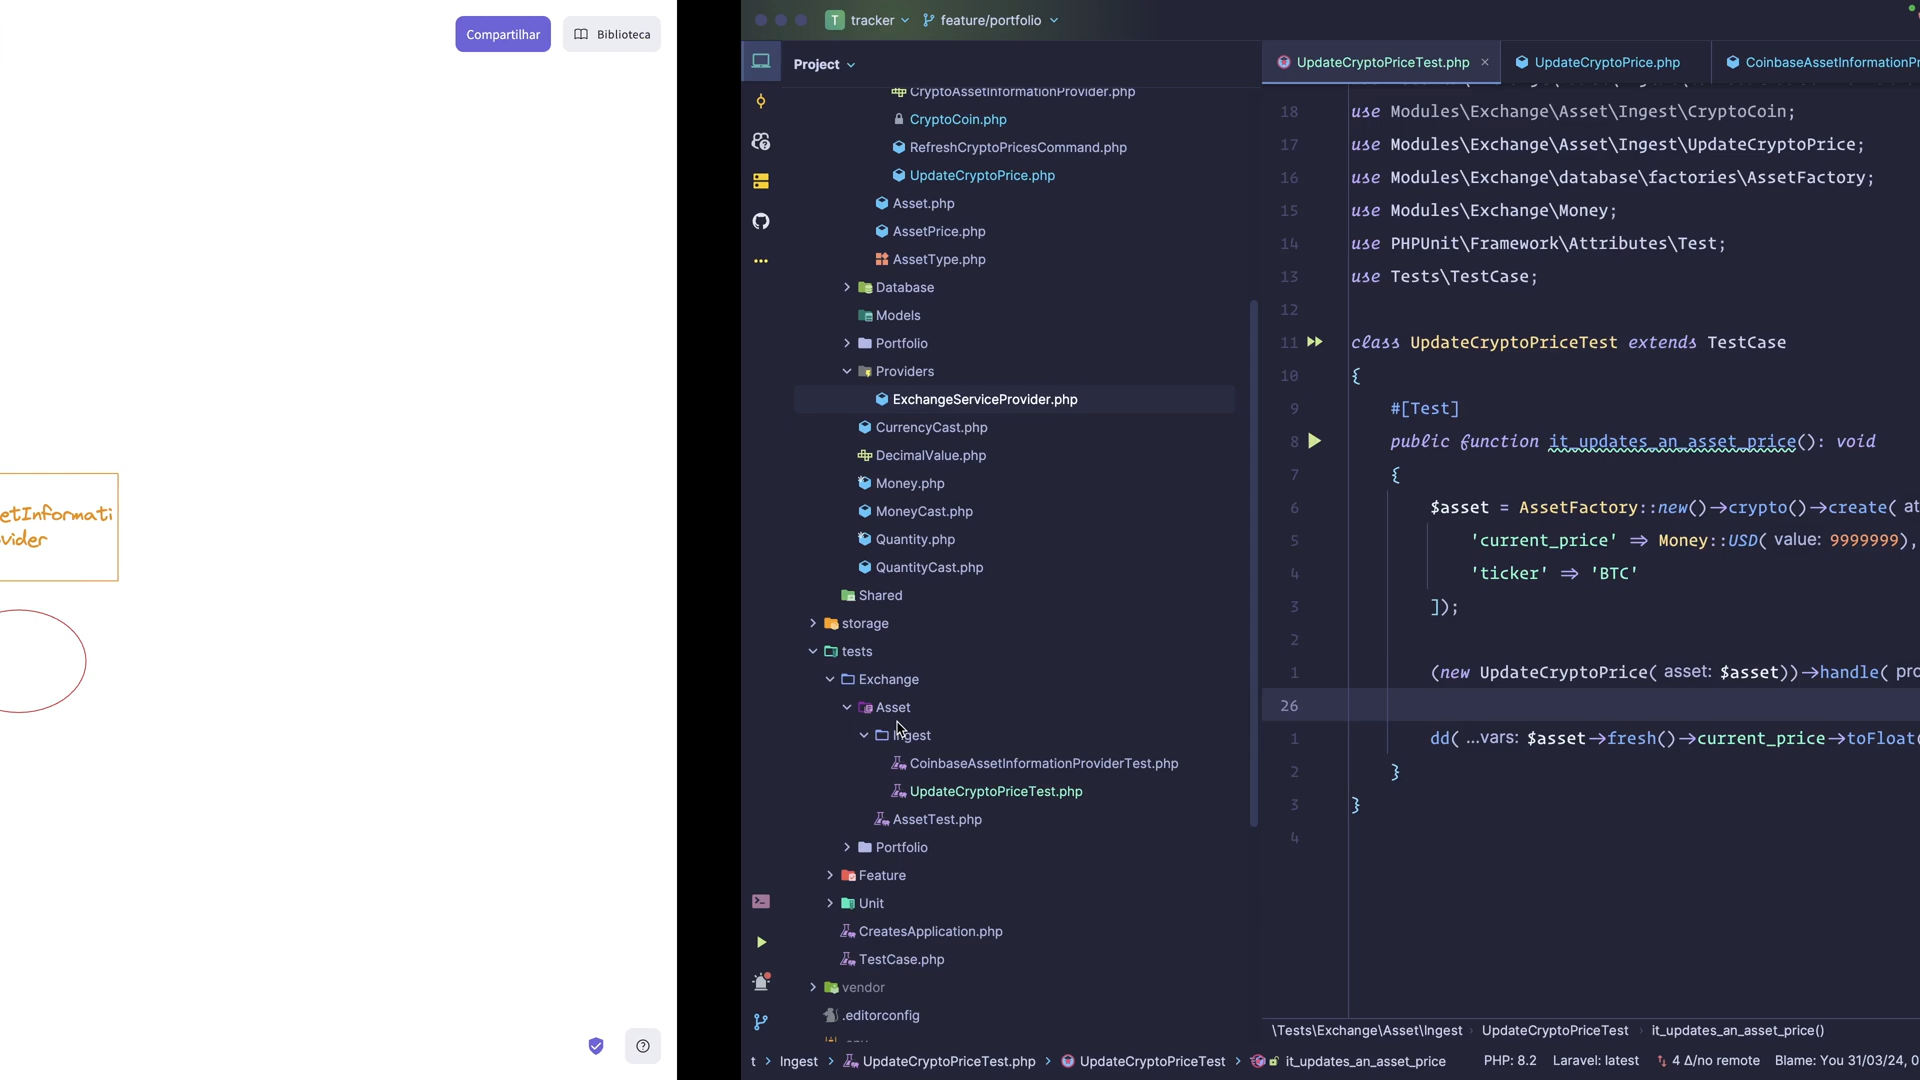 Compartilhar
Biblioteca
etInformati
vider
T tracker
feature/portfolio
Project
CryptoAssetInformationProvider.php
CryptoCoin.php
RefreshCryptoPricesCommand.php
UpdateCryptoPrice.php
Asset.php
AssetPrice.php
AssetType.php
Database
Models
Portfolio
Providers
ExchangeServiceProvider.php
CurrencyCast.php
DecimalValue.php
Money.php
MoneyCast.php
Quantity.php
QuantityCast.php
Shared
storage
tests
Exchange
Asset
Ingest
CoinbaseAssetInformationProviderTest.php
UpdateCryptoPriceTest.php
AssetTest.php
Portfolio
Feature
Unit
CreatesApplication.php
TestCase.php
vendor
.editorconfig
UpdateCryptoPriceTest.php
UpdateCryptoPrice.php
CoinbaseAssetInformationPr
18 use Modules\Exchange\Asset\Ingest\CryptoCoin;
17 use Modules\Exchange\Asset\Ingest\UpdateCryptoPrice;
16 use Modules\Exchange\database\factories\AssetFactory;
15 use Modules\Exchange\Money;
14 use PHPUnit\Framework\Attributes\Test;
13 use Tests\TestCase;
12
11 class UpdateCryptoPriceTest extends TestCase
10 {
9 #[Test]
8 public function it_updates_an_asset_price(): void
7 {
6 $asset = AssetFactory::new()->crypto()->create( at
5 'current_price' => Money::USD( value: 9999999),
4 'ticker' => 'BTC'
3 ]);
2
1 (new UpdateCryptoPrice( asset: $asset))->handle( pro
26
1 dd( ...vars: $asset->fresh()->current_price->toFloat(
2 }
3 }
4
\Tests\Exchange\Asset\Ingest UpdateCryptoPriceTest it_updates_an_asset_price()
t > Ingest > UpdateCryptoPriceTest.php > UpdateCryptoPriceTest > it_updates_an_asset_price
PHP: 8.2 Laravel: latest 4 Δ/no remote Blame: You 31/03/24, 0